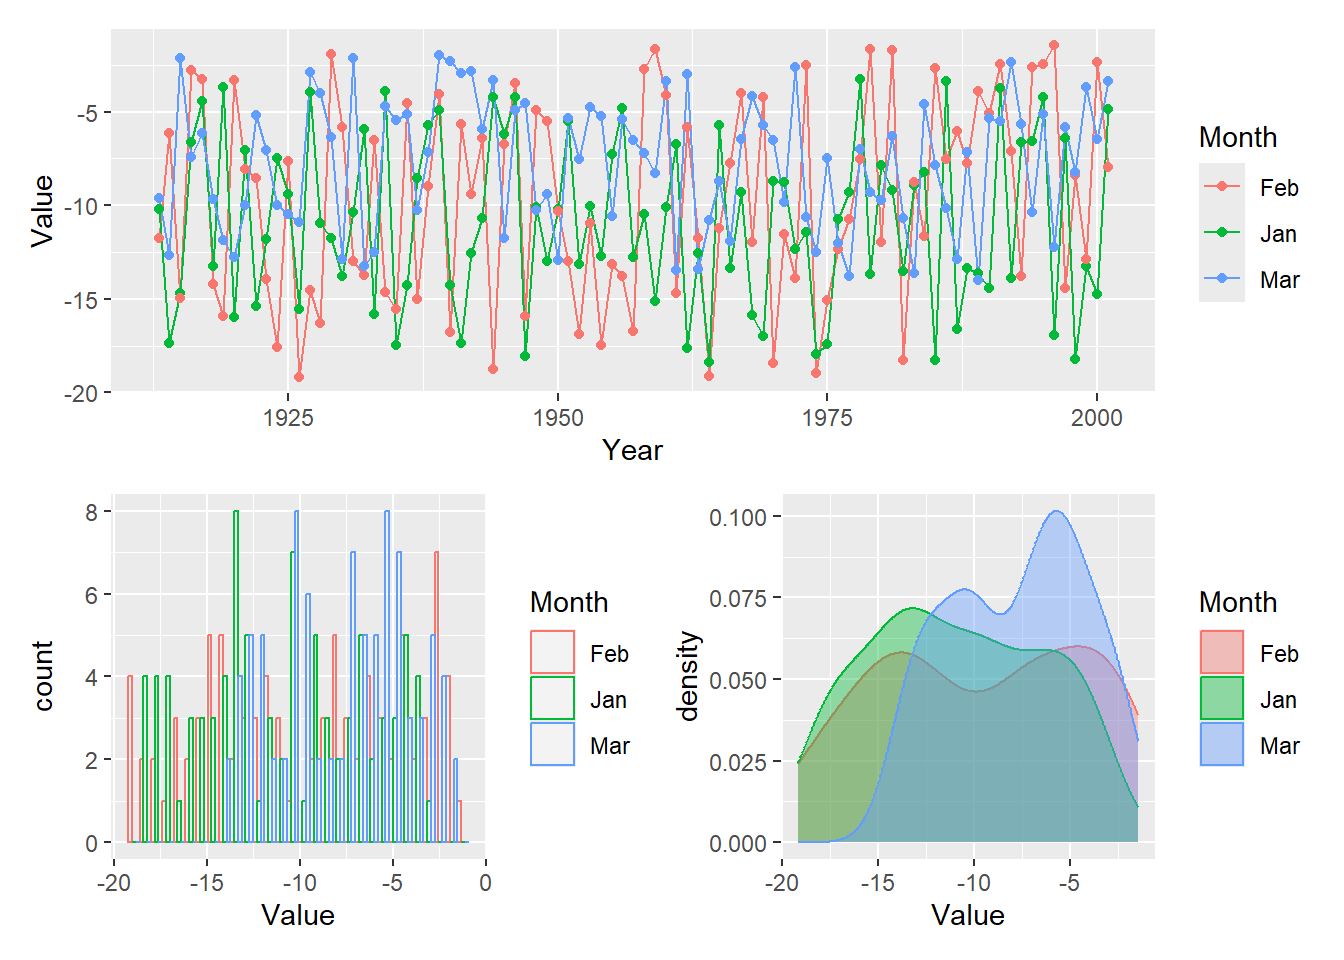 Value
-5
-10
-15
-20
1925 1950 1975 2000
Year
Month
Feb
Jan
Mar
count
8
6
4
2
0
-20 -15 -10 -5 0
Value
Month
Feb
Jan
Mar
density
0.100
0.075
0.050
0.025
0.000
-20 -15 -10 -5
Value
Month
Feb
Jan
Mar